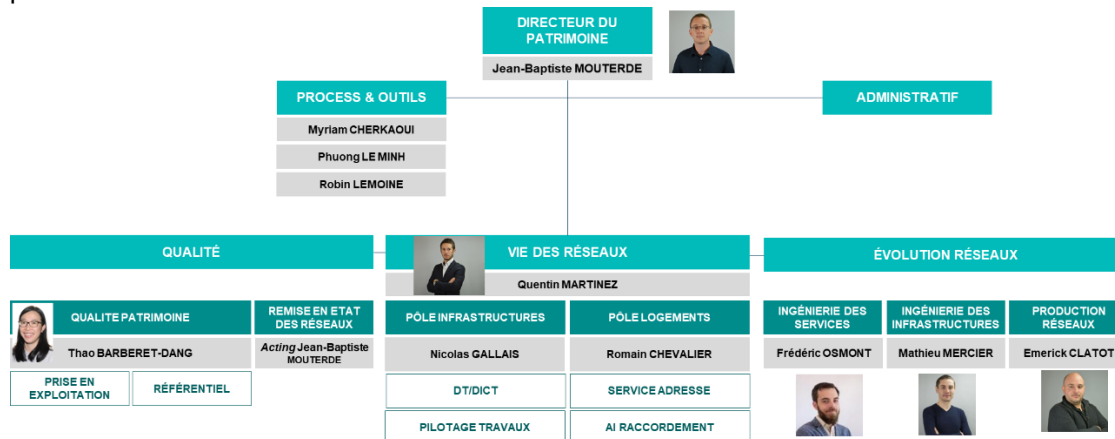 DIRECTEUR DU
PATRIMOINE
Jean-Baptiste MOUTERDE
PROCESS & OUTILS
ADMINISTRATIF
Myriam CHERKAOUI
Phuong LE MINH
Robin LEMOINE
QUALITÉ
VIE DES RÉSEAUX
ÉVOLUTION RÉSEAUX
Quentin MARTINEZ
QUALITE PATRIMOINE
REMISE EN ETAT
DES RÉSEAUX
PÔLE INFRASTRUCTURES
PÔLE LOGEMENTS
INGÉNIERIE DES
SERVICES
INGÉNIERIE DES
INFRASTRUCTURES
PRODUCTION
RÉSEAUX
Thao BARBERET-DANG
Acting Jean-Baptiste
MOUTERDE
Nicolas GALLAIS
Romain CHEVALIER
Frédéric OSMONT
Mathieu MERCIER
Emerick CLATOT
PRISE EN
EXPLOITATION
RÉFÉRENTIEL
DT/DICT
SERVICE ADRESSE
PILOTAGE TRAVAUX
AI RACCORDEMENT